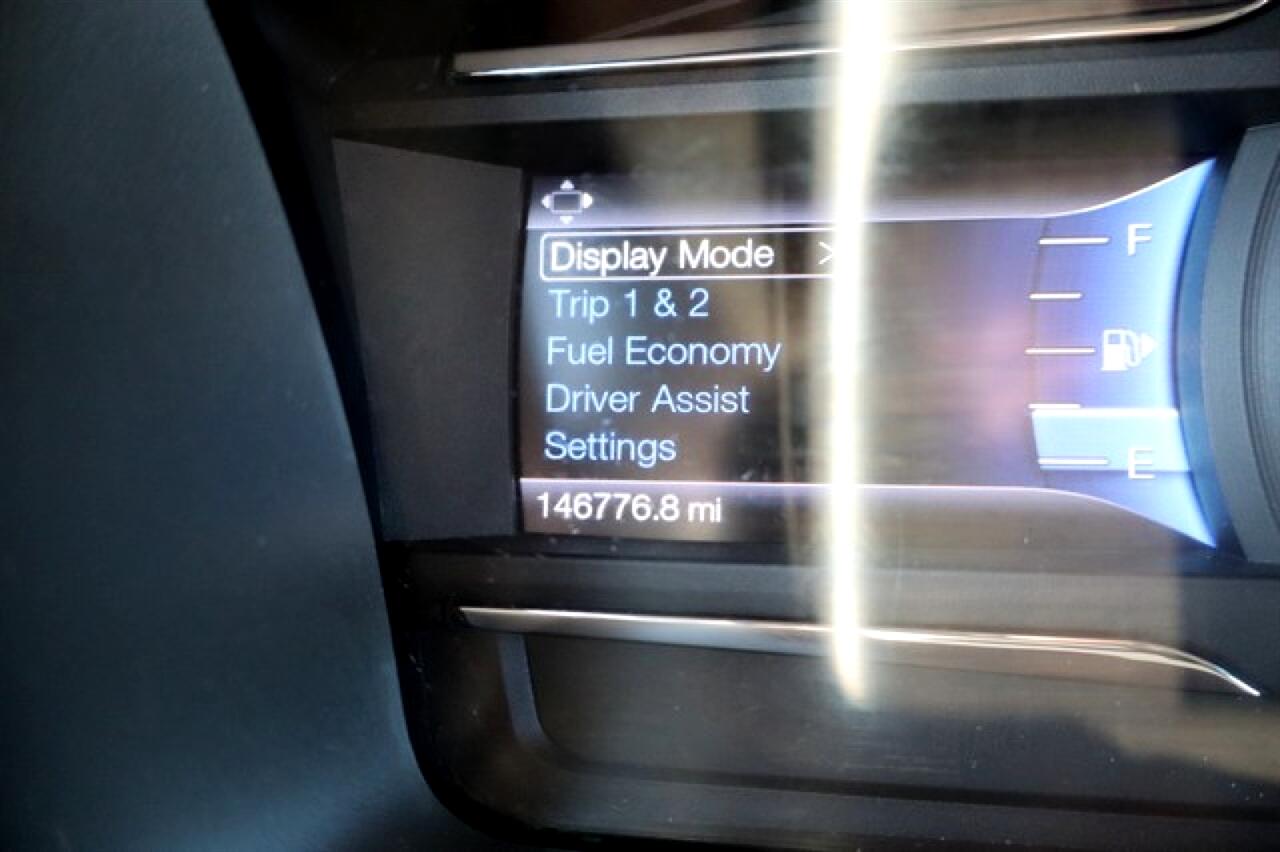 Display Mode >
Trip 1 & 2
Fuel Economy
Driver Assist
Settings
146776.8 mi
F
E